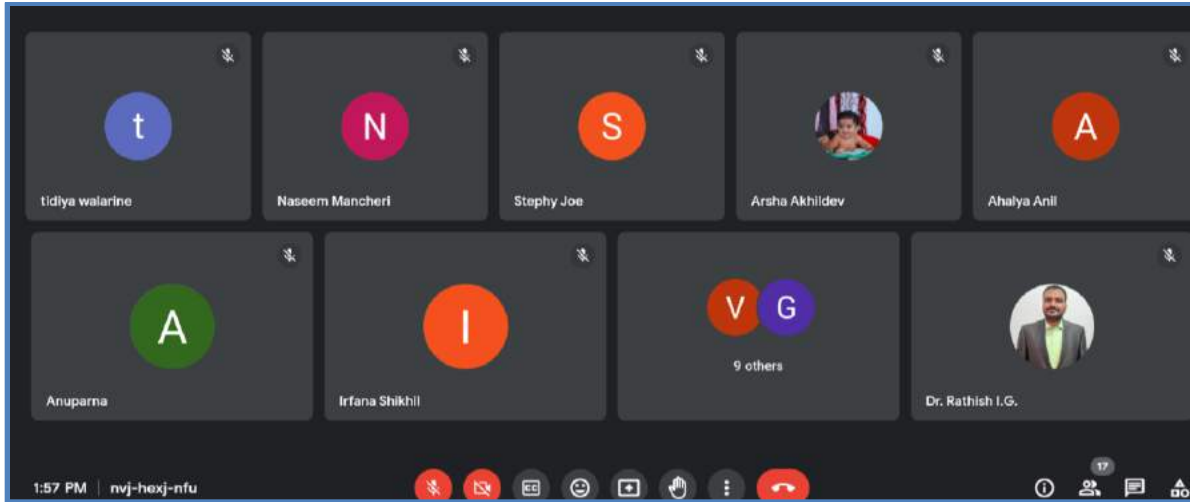 t
N
S
A
tidiya walarine
Naseem Mancheri
Stephy Joe
Arsha Akhildev
Ahalya Anil
A
I
V G
9 others
Anuparna
Irfana Shikhil
Dr. Rathish I.G.
17
1:57 PM | nvj-hexj-nfu
CC